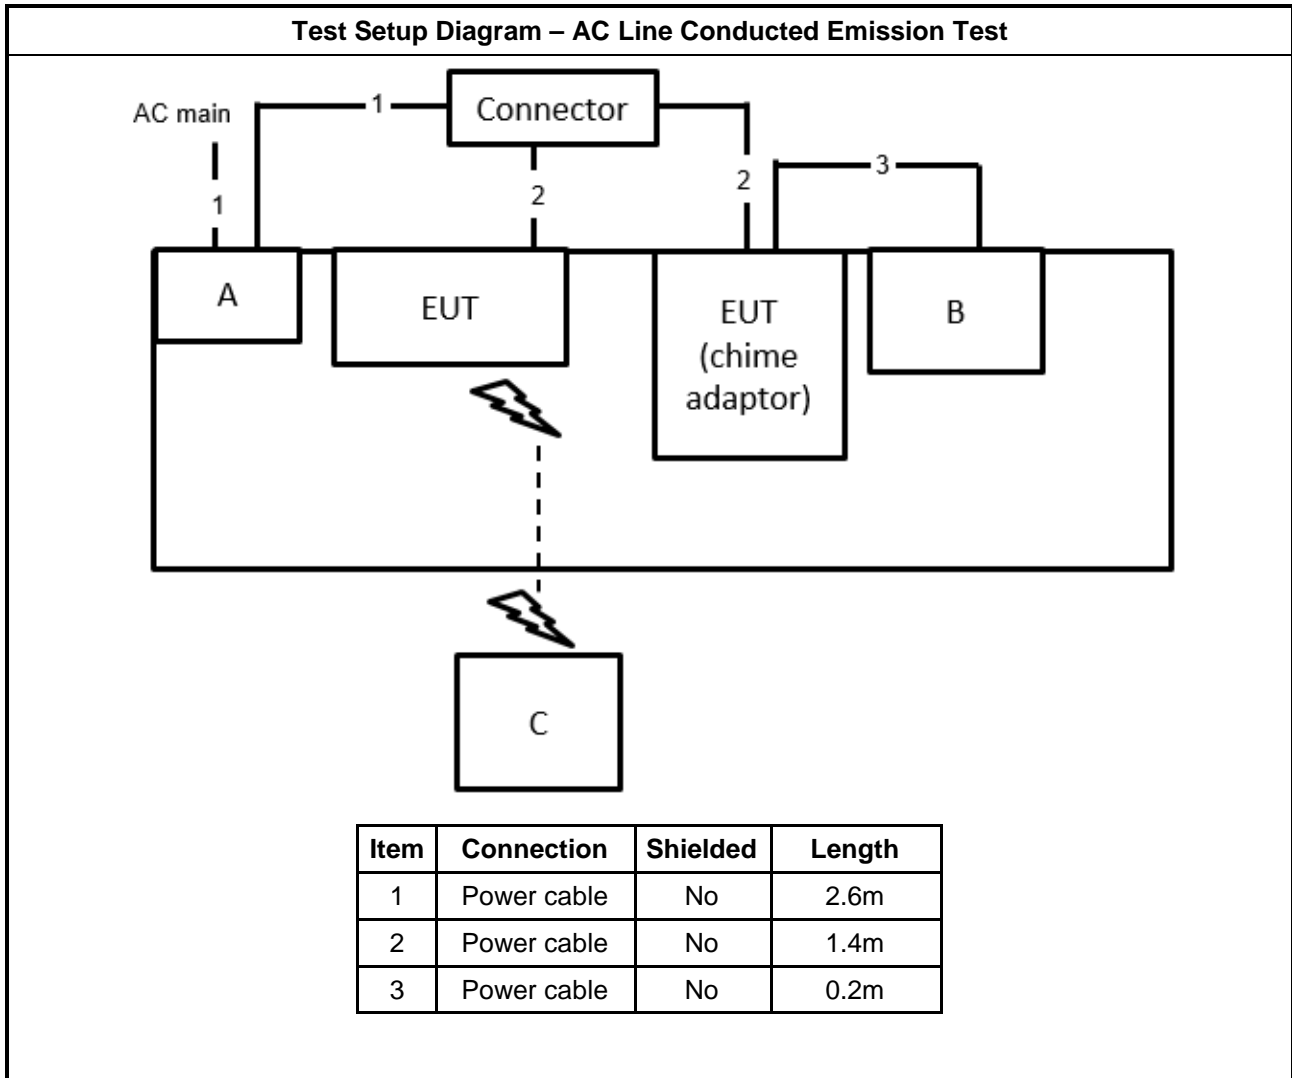 Test Setup Diagram – AC Line Conducted Emission Test
AC main
1
Connector
1
2
2
3
A
EUT
EUT
(chime
adaptor)
B
C
Item Connection Shielded Length
1 Power cable No 2.6m
2 Power cable No 1.4m
3 Power cable No 0.2m